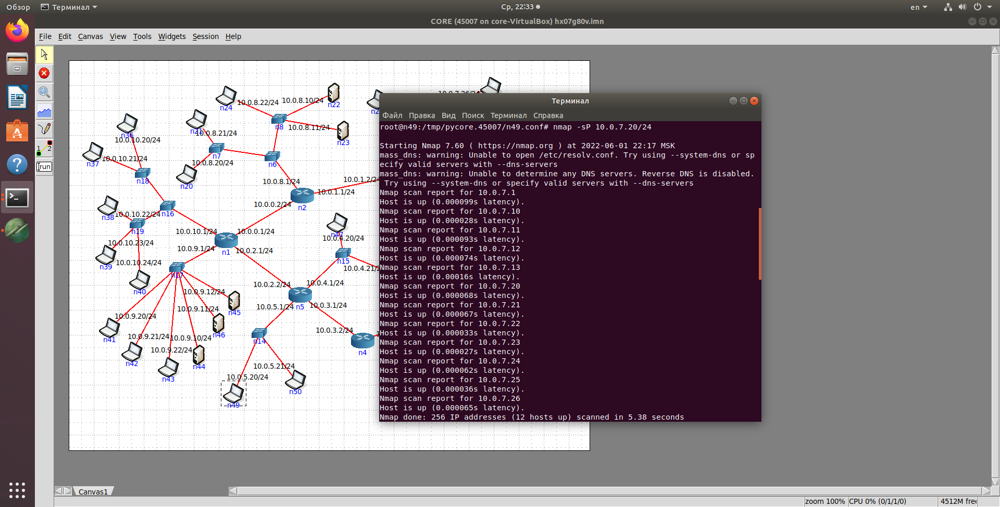 Обзор
Терминал
Ср, 22:33
en
CORE (45007 on core-VirtualBox) hx07g80v.imn
File Edit Canvas View Tools Widgets Session Help
1 2
run
n24
10.0.8.22/24
10.0.8.10/24
n22
n21
10.0.8.21/24
n8
10.0.8.11/24
n23
n36
10.0.10.20/24
n7
n6
10.0.8.20/24
n20
n37
n18
10.0.8.1/24
10.0.1.1/24
n2
10.0.0.2/24
n38
n16
n19
10.0.10.22/24
10.0.10.1/24
10.0.0.1/24
n47
10.0.4.20/24
10.0.10.23/24
10.0.9.1/24
n1
10.0.2.1/24
n39
10.0.10.24/24
n15
n17
n40
10.0.9.12/24
10.0.2.2/24
10.0.4.1/24
10.0.5.1/24
n5
10.0.3.1/24
10.0.9.11/24
n45
10.0.9.20/24
n41
10.0.9.21/24
10.0.9.10/24
n46
10.0.3.2/24
n14
n4
10.0.9.22/24
n42
n44
n43
10.0.5.21/24
10.0.5.20/24
n50
n49
Терминал
Файл Правка Вид Поиск Терминал Справка
root@n49:/tmp/pycore.45007/n49.conf# nmap -sP 10.0.7.20/24
Starting Nmap 7.60 ( https://nmap.org ) at 2022-06-01 22:17 MSK
mass_dns: warning: Unable to open /etc/resolv.conf. Try using --system-dns or sp
ecify valid servers with --dns-servers
mass_dns: warning: Unable to determine any DNS servers. Reverse DNS is disabled.
Try using --system-dns or specify valid servers with --dns-servers
Nmap scan report for 10.0.7.1
Host is up (0.000099s latency).
Nmap scan report for 10.0.7.10
Host is up (0.000028s latency).
Nmap scan report for 10.0.7.11
Host is up (0.000093s latency).
Nmap scan report for 10.0.7.12
Host is up (0.000074s latency).
Nmap scan report for 10.0.7.13
Host is up (0.00016s latency).
Nmap scan report for 10.0.7.20
Host is up (0.000068s latency).
Nmap scan report for 10.0.7.21
Host is up (0.000067s latency).
Nmap scan report for 10.0.7.22
Host is up (0.000033s latency).
Nmap scan report for 10.0.7.23
Host is up (0.000027s latency).
Nmap scan report for 10.0.7.24
Host is up (0.000062s latency).
Nmap scan report for 10.0.7.25
Host is up (0.000036s latency).
Nmap scan report for 10.0.7.26
Host is up (0.000065s latency).
Nmap done: 256 IP addresses (12 hosts up) scanned in 5.38 seconds
Canvas1
zoom 100%
CPU 0% (0/1/1/0)
4512M free